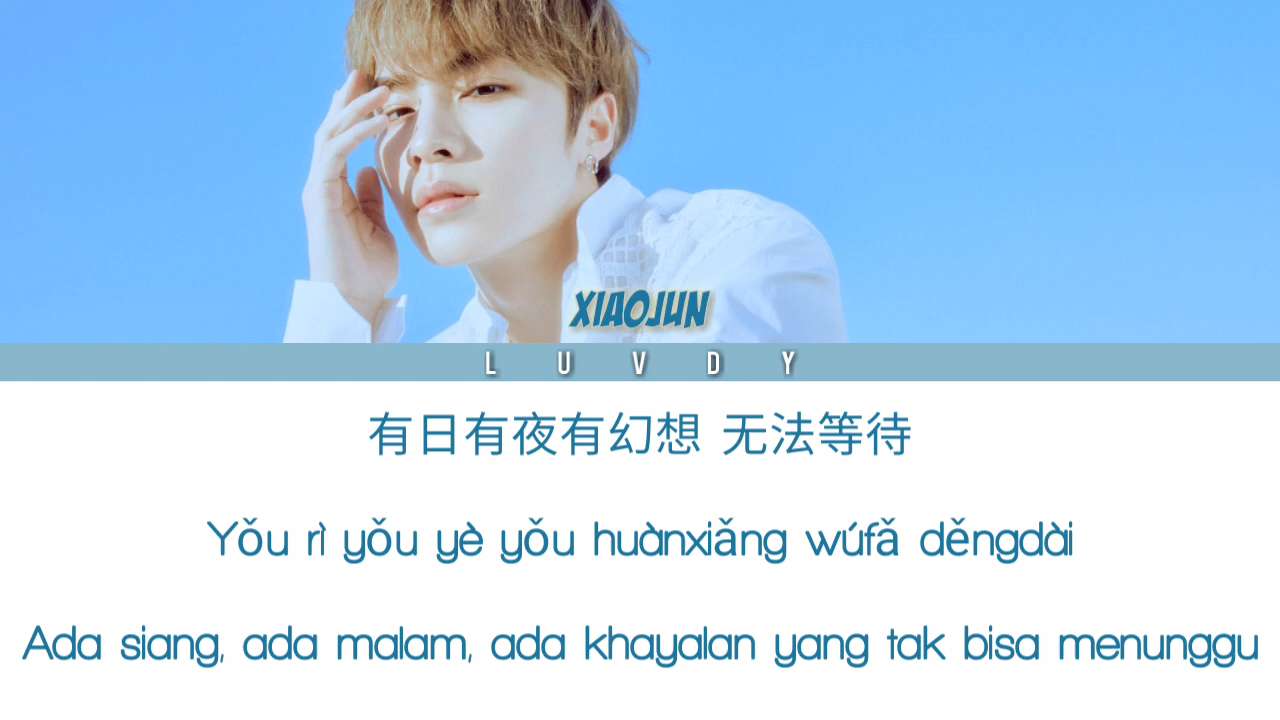 XIAOJUN
LUVDY
有日有夜有幻想 无法等待
Yǒu rì yǒu yè yǒu huànxiǎng wúfǎ děngdài
Ada siang, ada malam, ada khayalan yang tak bisa menunggu